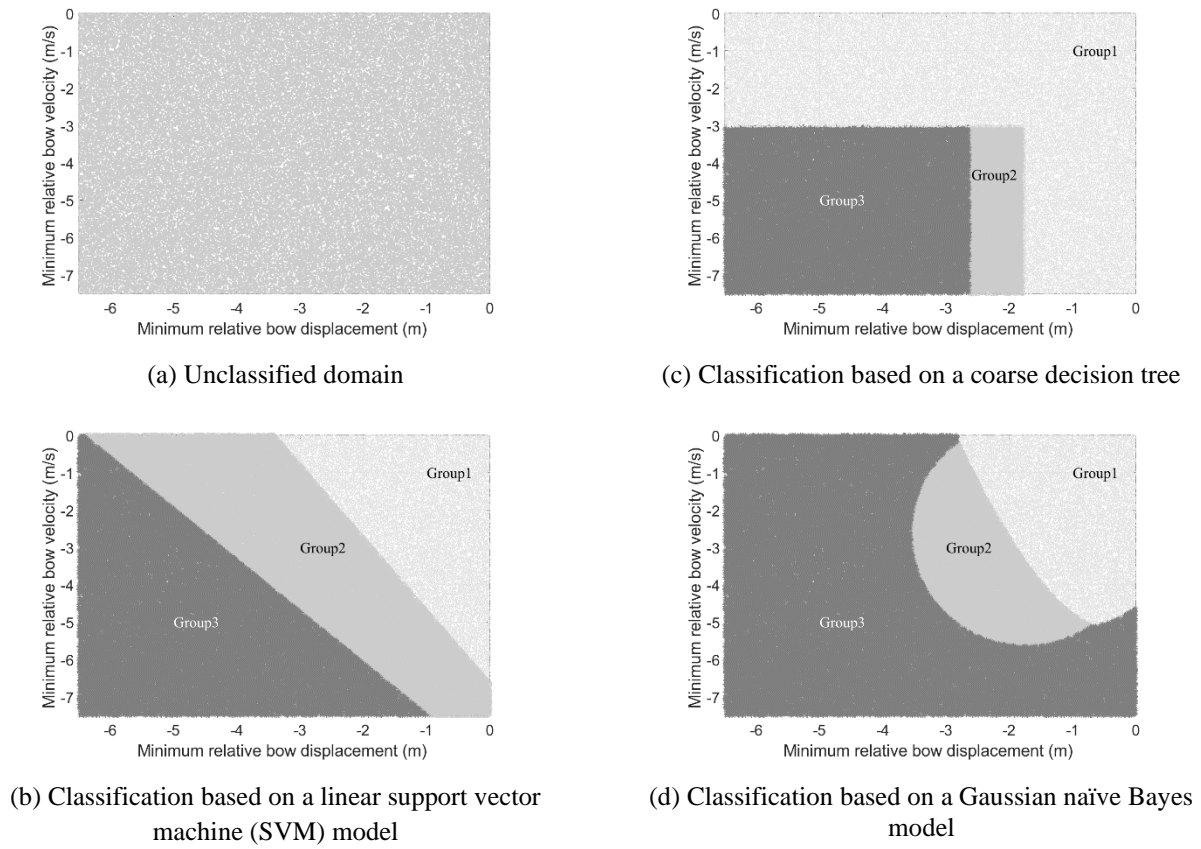 0
-1
-2
-3
-4
-5
-6
-7
Minimum relative bow velocity (m/s)
-6 -5 -4 -3 -2 -1 0
Minimum relative bow displacement (m)
(a) Unclassified domain
0
-1
-2
-3
-4
-5
-6
-7
Minimum relative bow velocity (m/s)
Group1
Group2
Group3
-6 -5 -4 -3 -2 -1 0
Minimum relative bow displacement (m)
(c) Classification based on a coarse decision tree
0
-1
-2
-3
-4
-5
-6
-7
Minimum relative bow velocity (m/s)
Group1
Group2
Group3
-6 -5 -4 -3 -2 -1 0
Minimum relative bow displacement (m)
(b) Classification based on a linear support vector
machine (SVM) model
0
-1
-2
-3
-4
-5
-6
-7
Minimum relative bow velocity (m/s)
Group1
Group2
Group3
-6 -5 -4 -3 -2 -1 0
Minimum relative bow displacement (m)
(d) Classification based on a Gaussian naïve Bayes
model